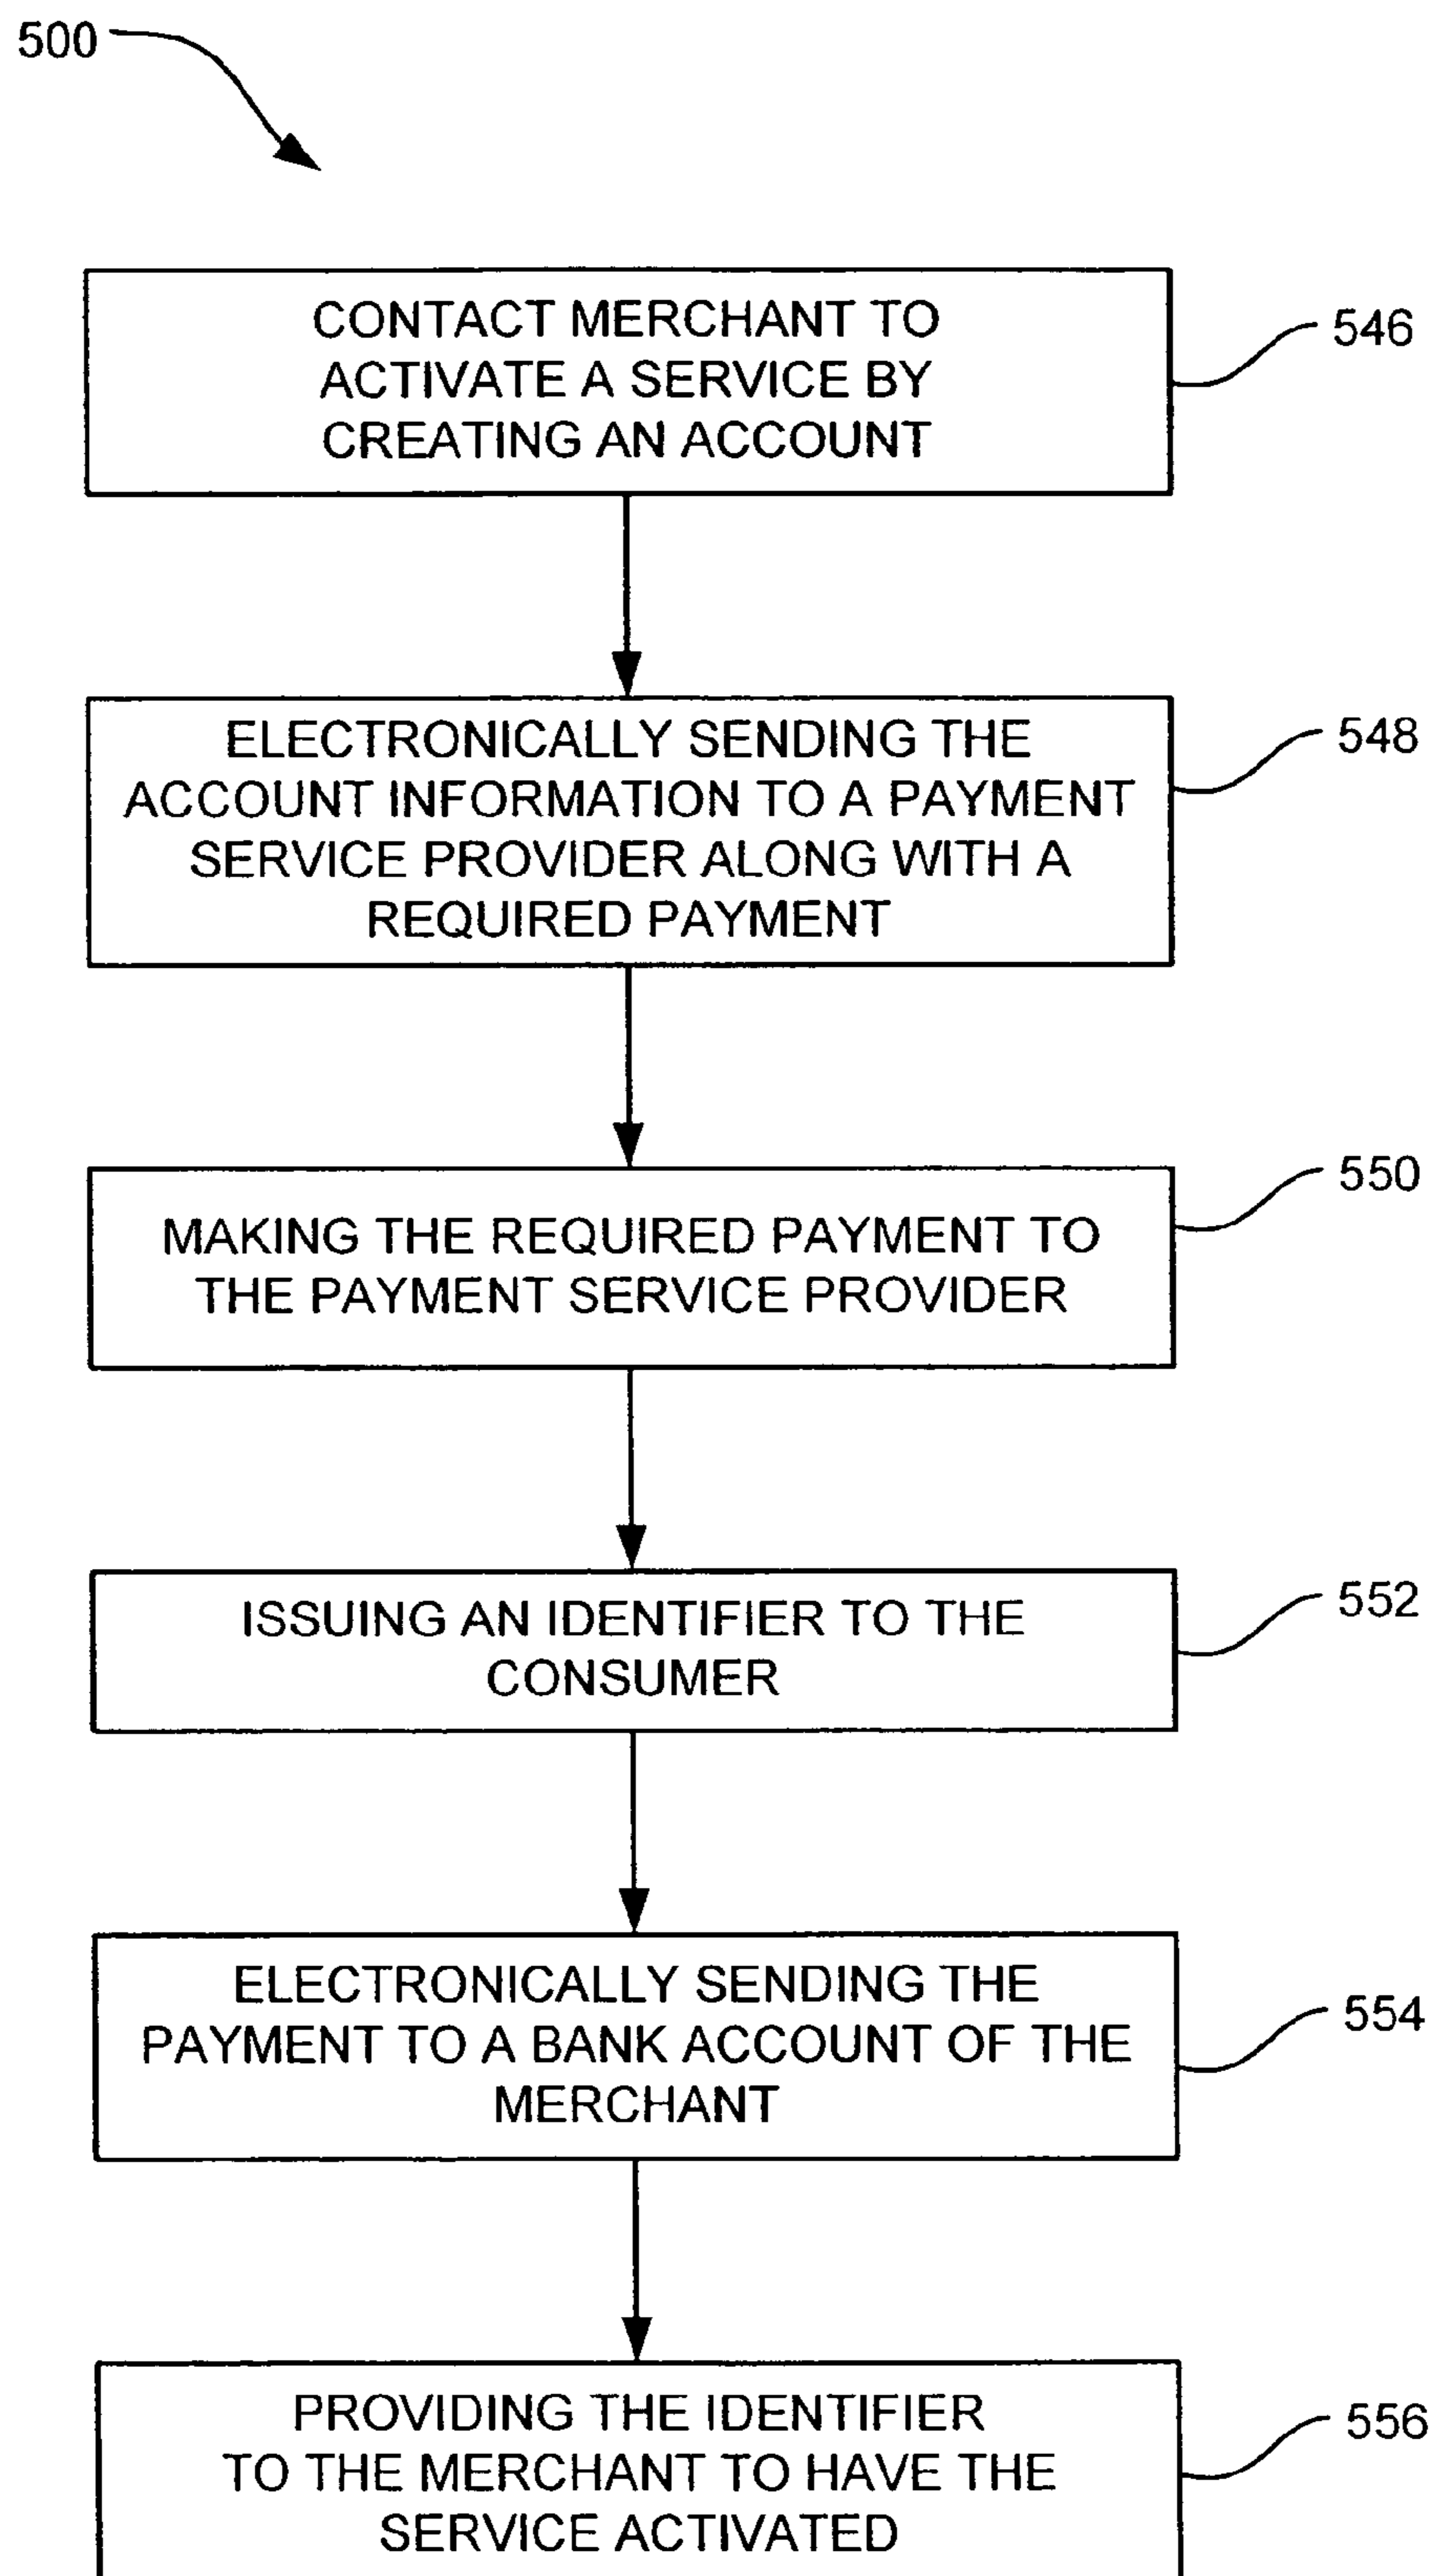 500
CONTACT MERCHANT TO
ACTIVATE A SERVICE BY
CREATING AN ACCOUNT
546
ELECTRONICALLY SENDING THE
ACCOUNT INFORMATION TO A PAYMENT
SERVICE PROVIDER ALONG WITH A
REQUIRED PAYMENT
548
MAKING THE REQUIRED PAYMENT TO
THE PAYMENT SERVICE PROVIDER
550
ISSUING AN IDENTIFIER TO THE
CONSUMER
552
ELECTRONICALLY SENDING THE
PAYMENT TO A BANK ACCOUNT OF THE
MERCHANT
554
PROVIDING THE IDENTIFIER
TO THE MERCHANT TO HAVE THE
SERVICE ACTIVATED
556